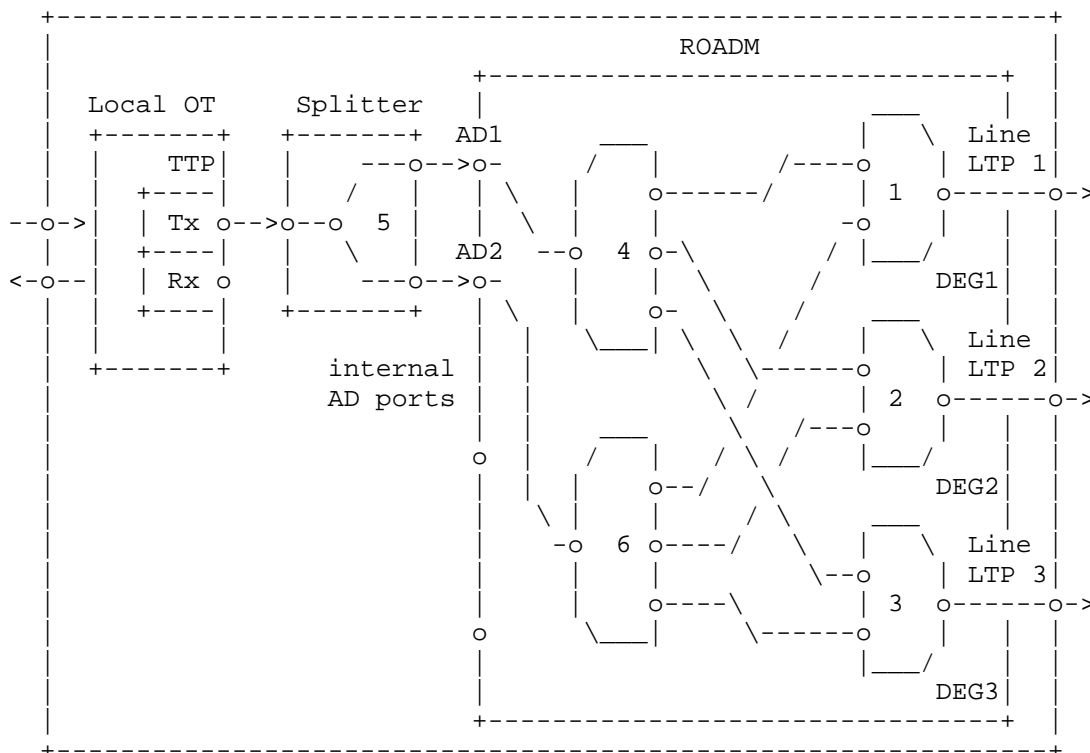 ROADM
Local OT Splitter
AD1 Line
TTP LTP 1
1
Tx 5
AD2 4
Rx DEG1
Line
internal LTP 2
AD ports 2
DEG2
6 Line
LTP 3
3
DEG3